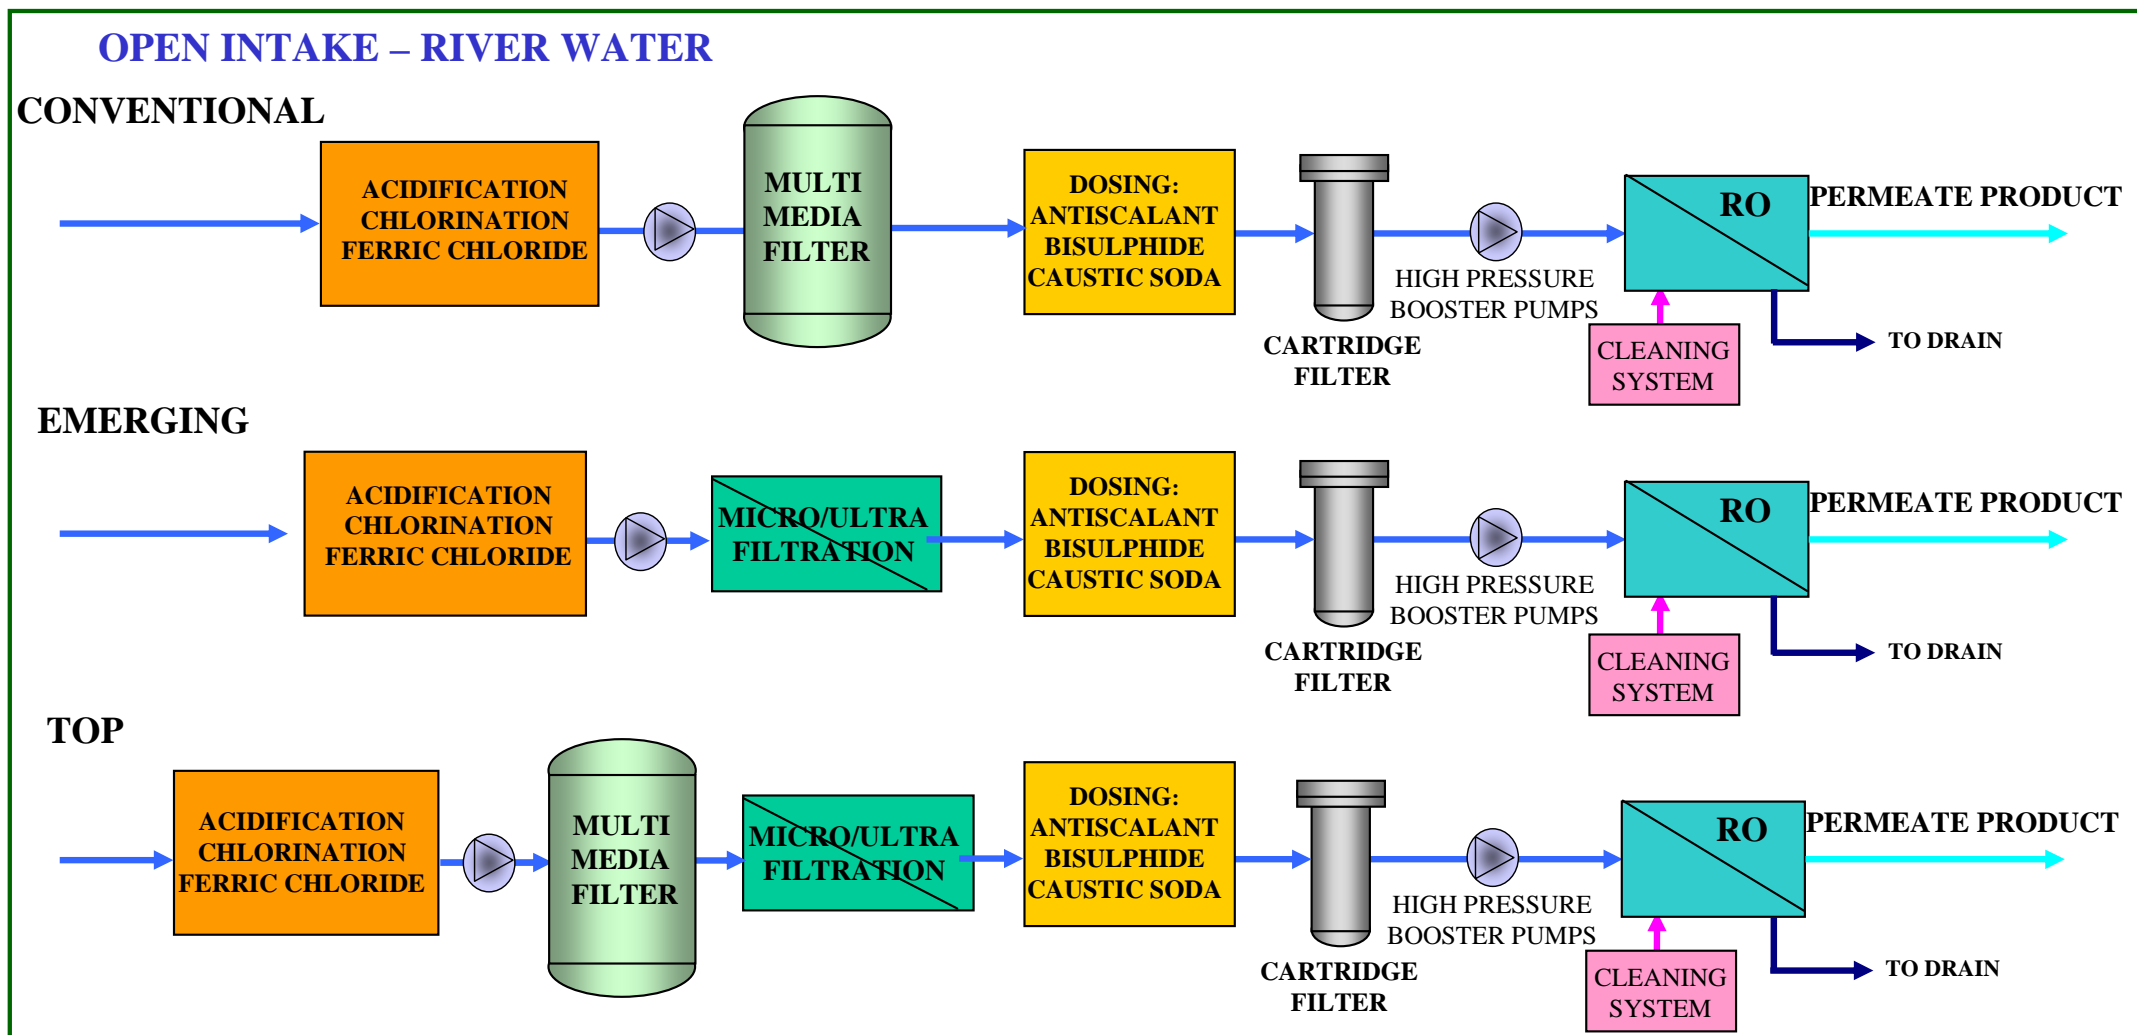 OPEN INTAKE – RIVER WATER
CONVENTIONAL
ACIDIFICATION
CHLORINATION
FERRIC CHLORIDE
MULTI
MEDIA
FILTER
DOSING:
ANTISCALANT
BISULPHIDE
CAUSTIC SODA
CARTRIDGE
FILTER
HIGH PRESSURE
BOOSTER PUMPS
RO
PERMEATE PRODUCT
CLEANING
SYSTEM
TO DRAIN
EMERGING
ACIDIFICATION
CHLORINATION
FERRIC CHLORIDE
MICRO/ULTRA
FILTRATION
DOSING:
ANTISCALANT
BISULPHIDE
CAUSTIC SODA
CARTRIDGE
FILTER
HIGH PRESSURE
BOOSTER PUMPS
RO
PERMEATE PRODUCT
CLEANING
SYSTEM
TO DRAIN
TOP
ACIDIFICATION
CHLORINATION
FERRIC CHLORIDE
MULTI
MEDIA
FILTER
MICRO/ULTRA
FILTRATION
DOSING:
ANTISCALANT
BISULPHIDE
CAUSTIC SODA
CARTRIDGE
FILTER
HIGH PRESSURE
BOOSTER PUMPS
RO
PERMEATE PRODUCT
CLEANING
SYSTEM
TO DRAIN